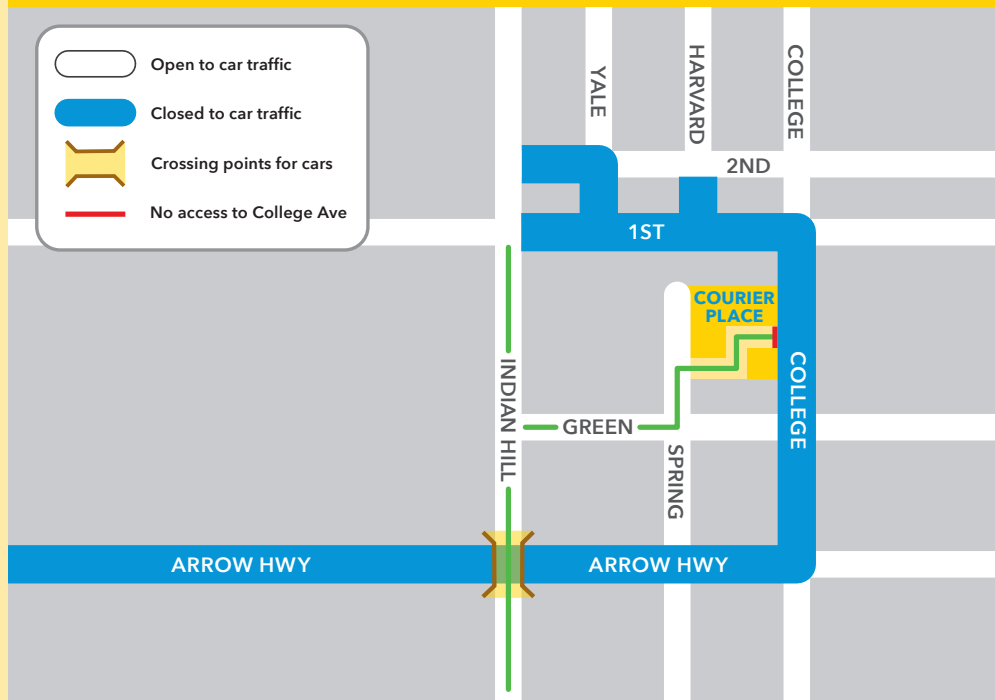 Open to car traffic
Closed to car traffic
Crossing points for cars
No access to College Ave
YALE
HARVARD
COLLEGE
2ND
1ST
COURIER
PLACE
INDIAN HILL
COLLEGE
GREEN
SPRING
ARROW HWY
ARROW HWY